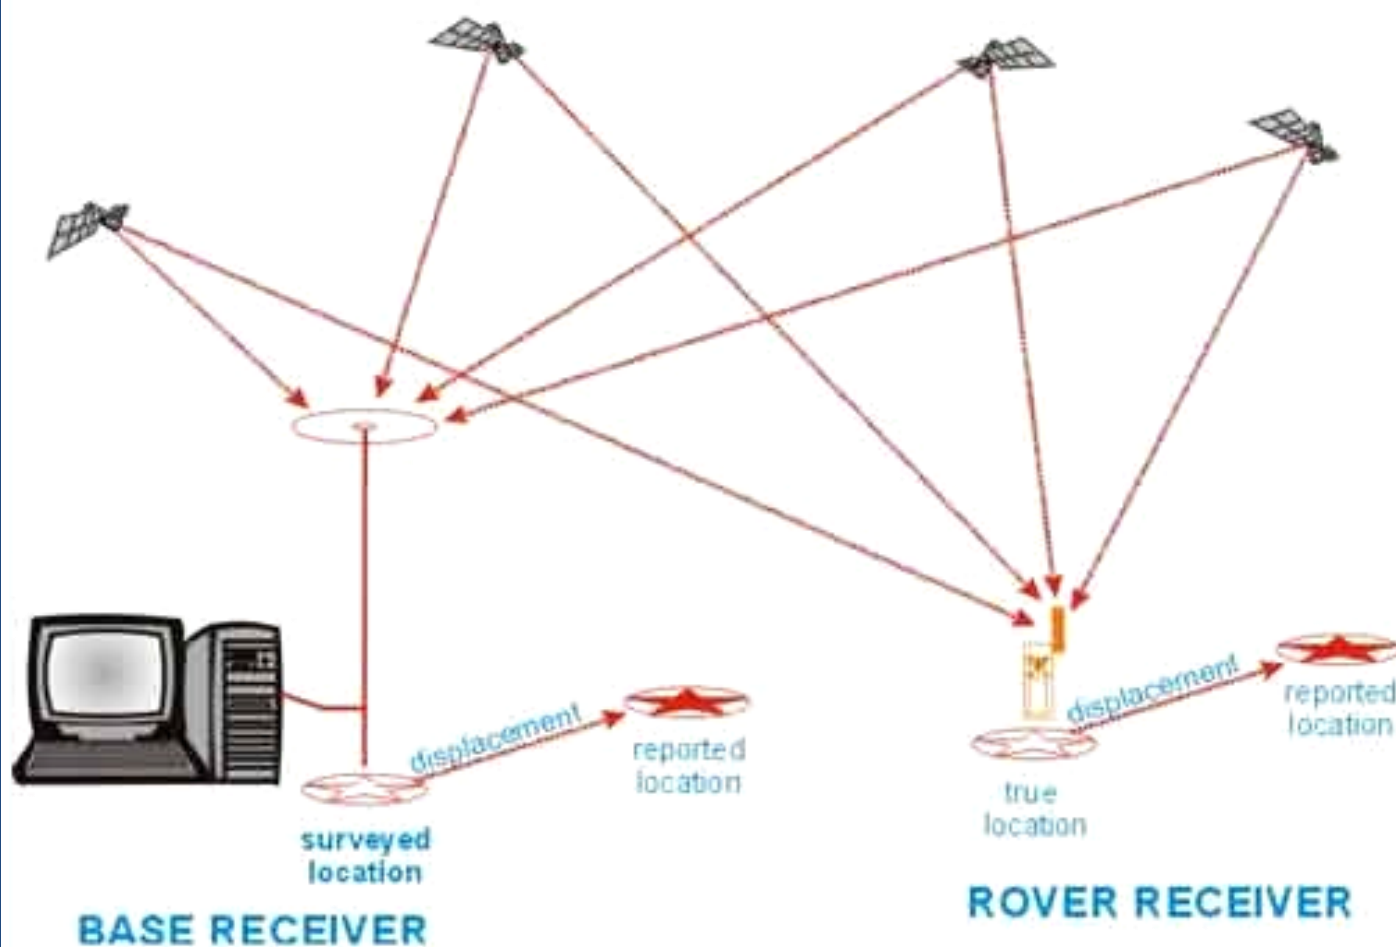 displacement
reported
location
surveyed
location
BASE RECEIVER
displacement
reported
location
true
location
ROVER RECEIVER